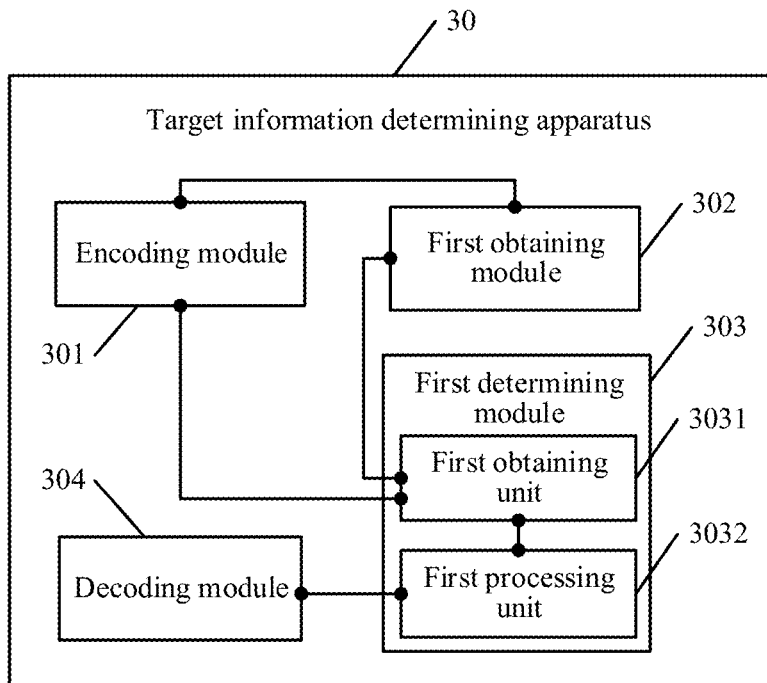 30
Target information determining apparatus
Encoding module
301
First obtaining
module
302
303
First determining
module
3031
First obtaining
unit
304
Decoding module
3032
First processing
unit